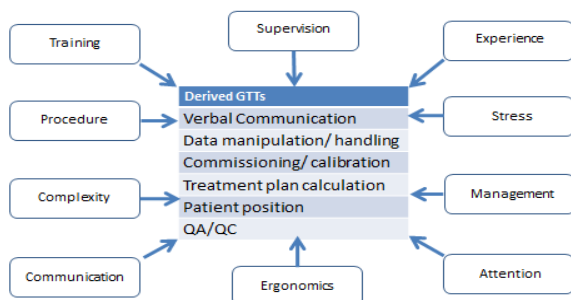 Supervision
Training
Experience
Derived GTTs
Verbal Communication
Procedure
Stress
Data manipulation/ handling
Commissioning/ calibration
Treatment plan calculation
Complexity
Management
Patient position
QA/QC
Communication
Ergonomics
Attention